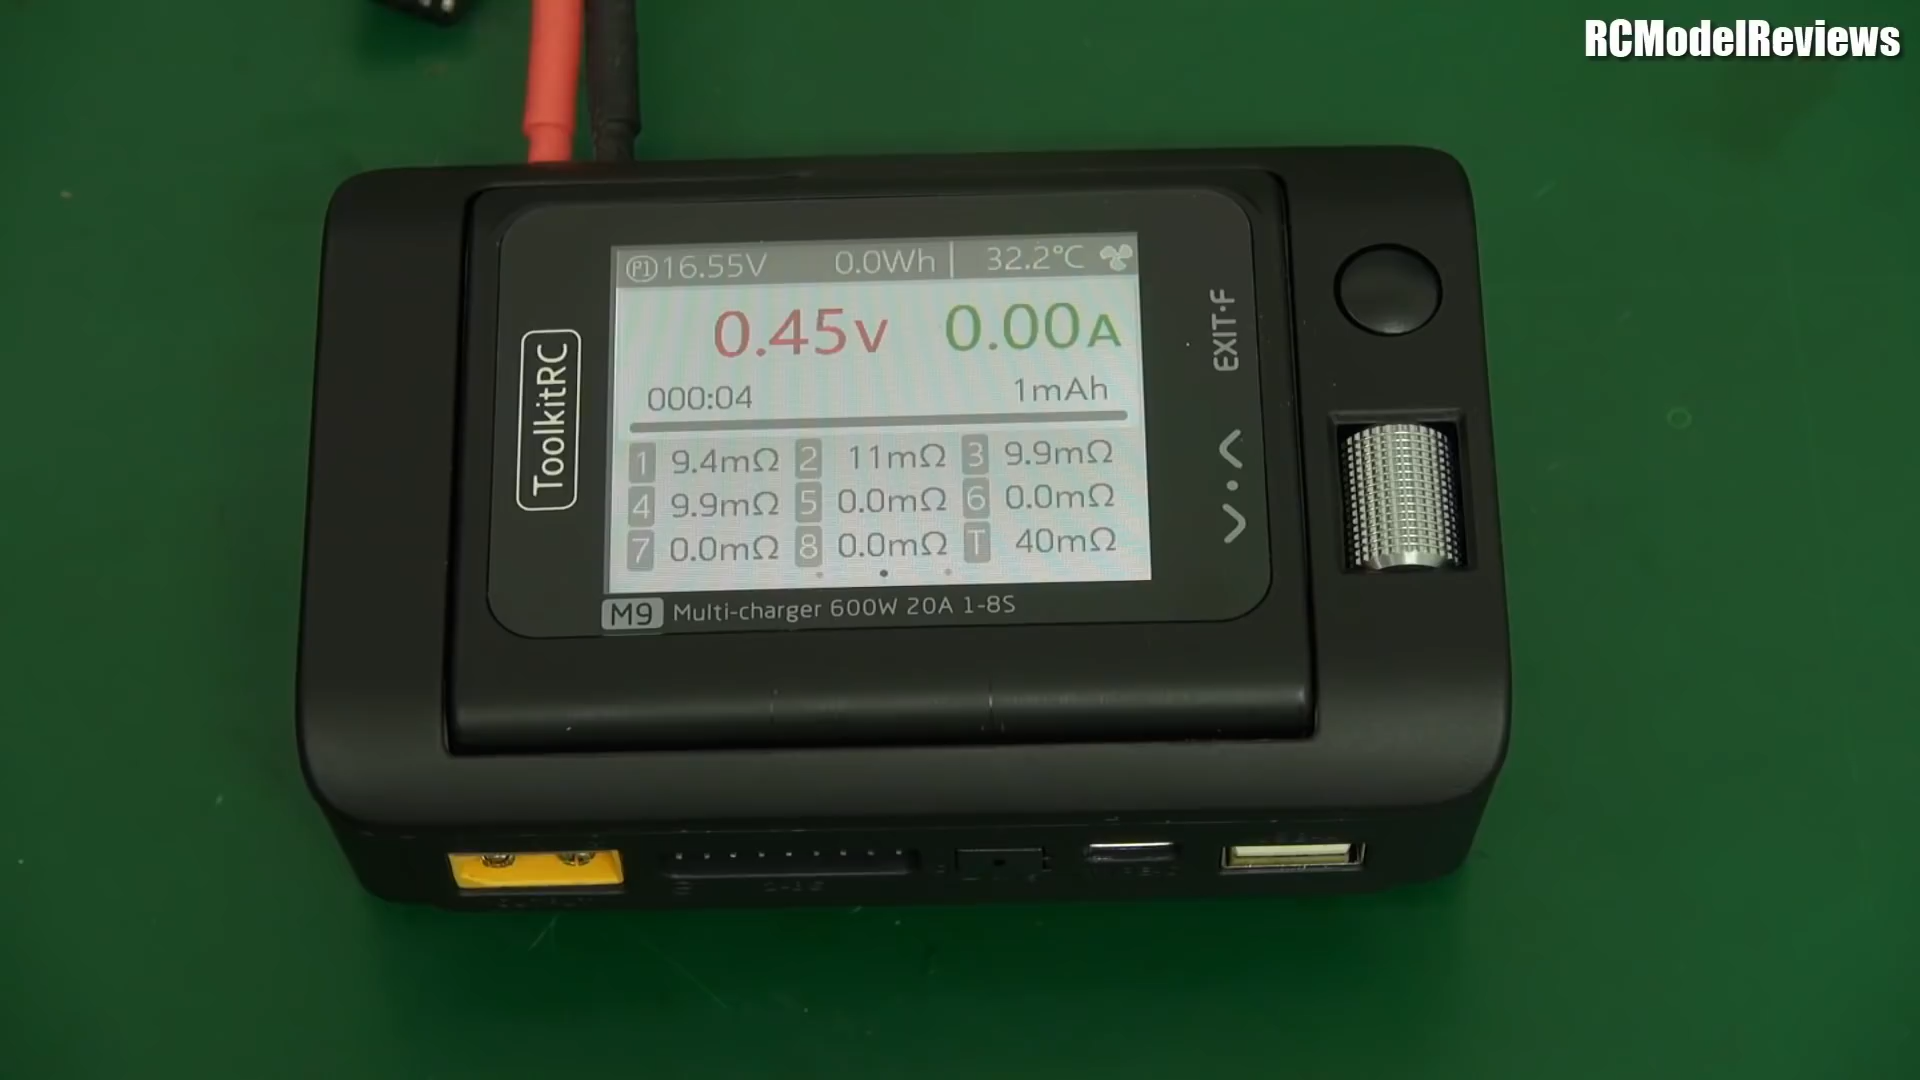 RCModelReviews
P1 16.55V 0.0Wh 32.2°C
0.45V 0.00A
000:04 1mAh
1 9.4mΩ 2 11mΩ 3 9.9mΩ
4 9.9mΩ 5 0.0mΩ 6 0.0mΩ
7 0.0mΩ 8 0.0mΩ T 40mΩ
M9 Multi-charger 600W 20A 1-8S
ToolkitRC
EXIT·F